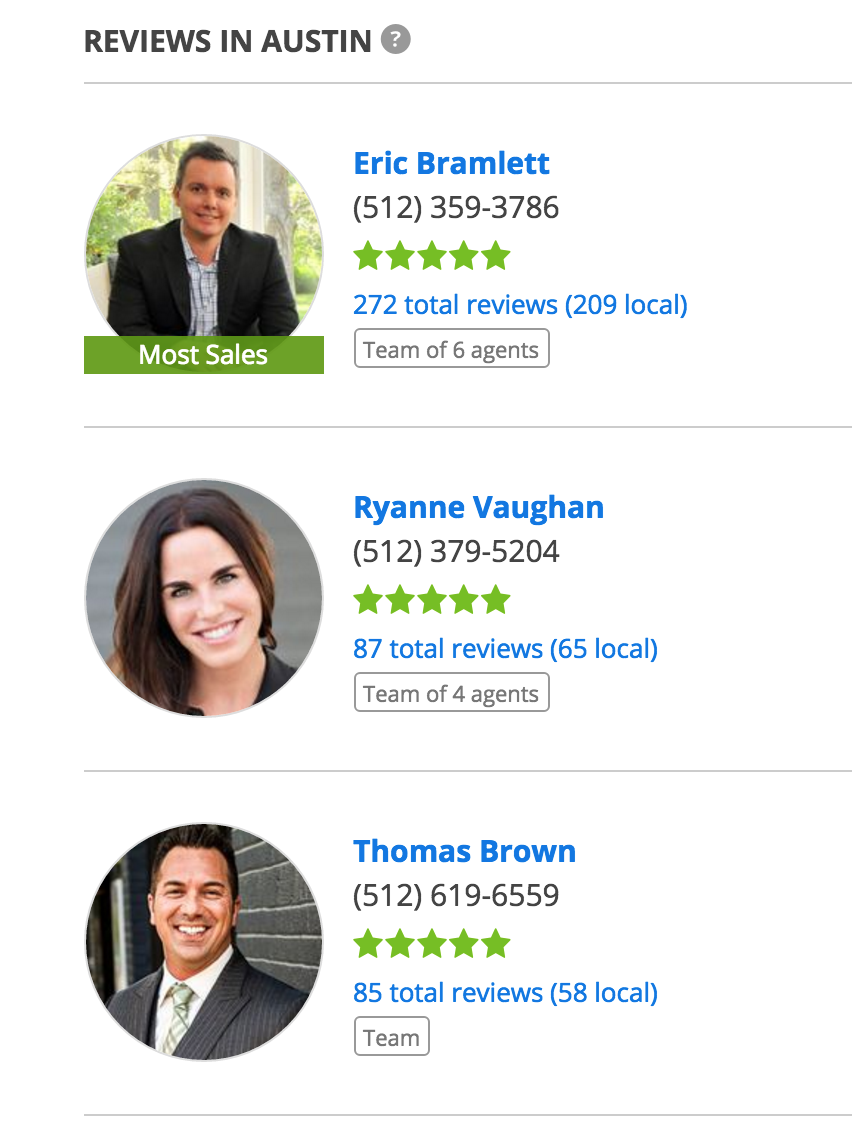 REVIEWS IN AUSTIN ?
Eric Bramlett
(512) 359-3786
272 total reviews (209 local)
Team of 6 agents
Most Sales
Ryanne Vaughan
(512) 379-5204
87 total reviews (65 local)
Team of 4 agents
Thomas Brown
(512) 619-6559
85 total reviews (58 local)
Team